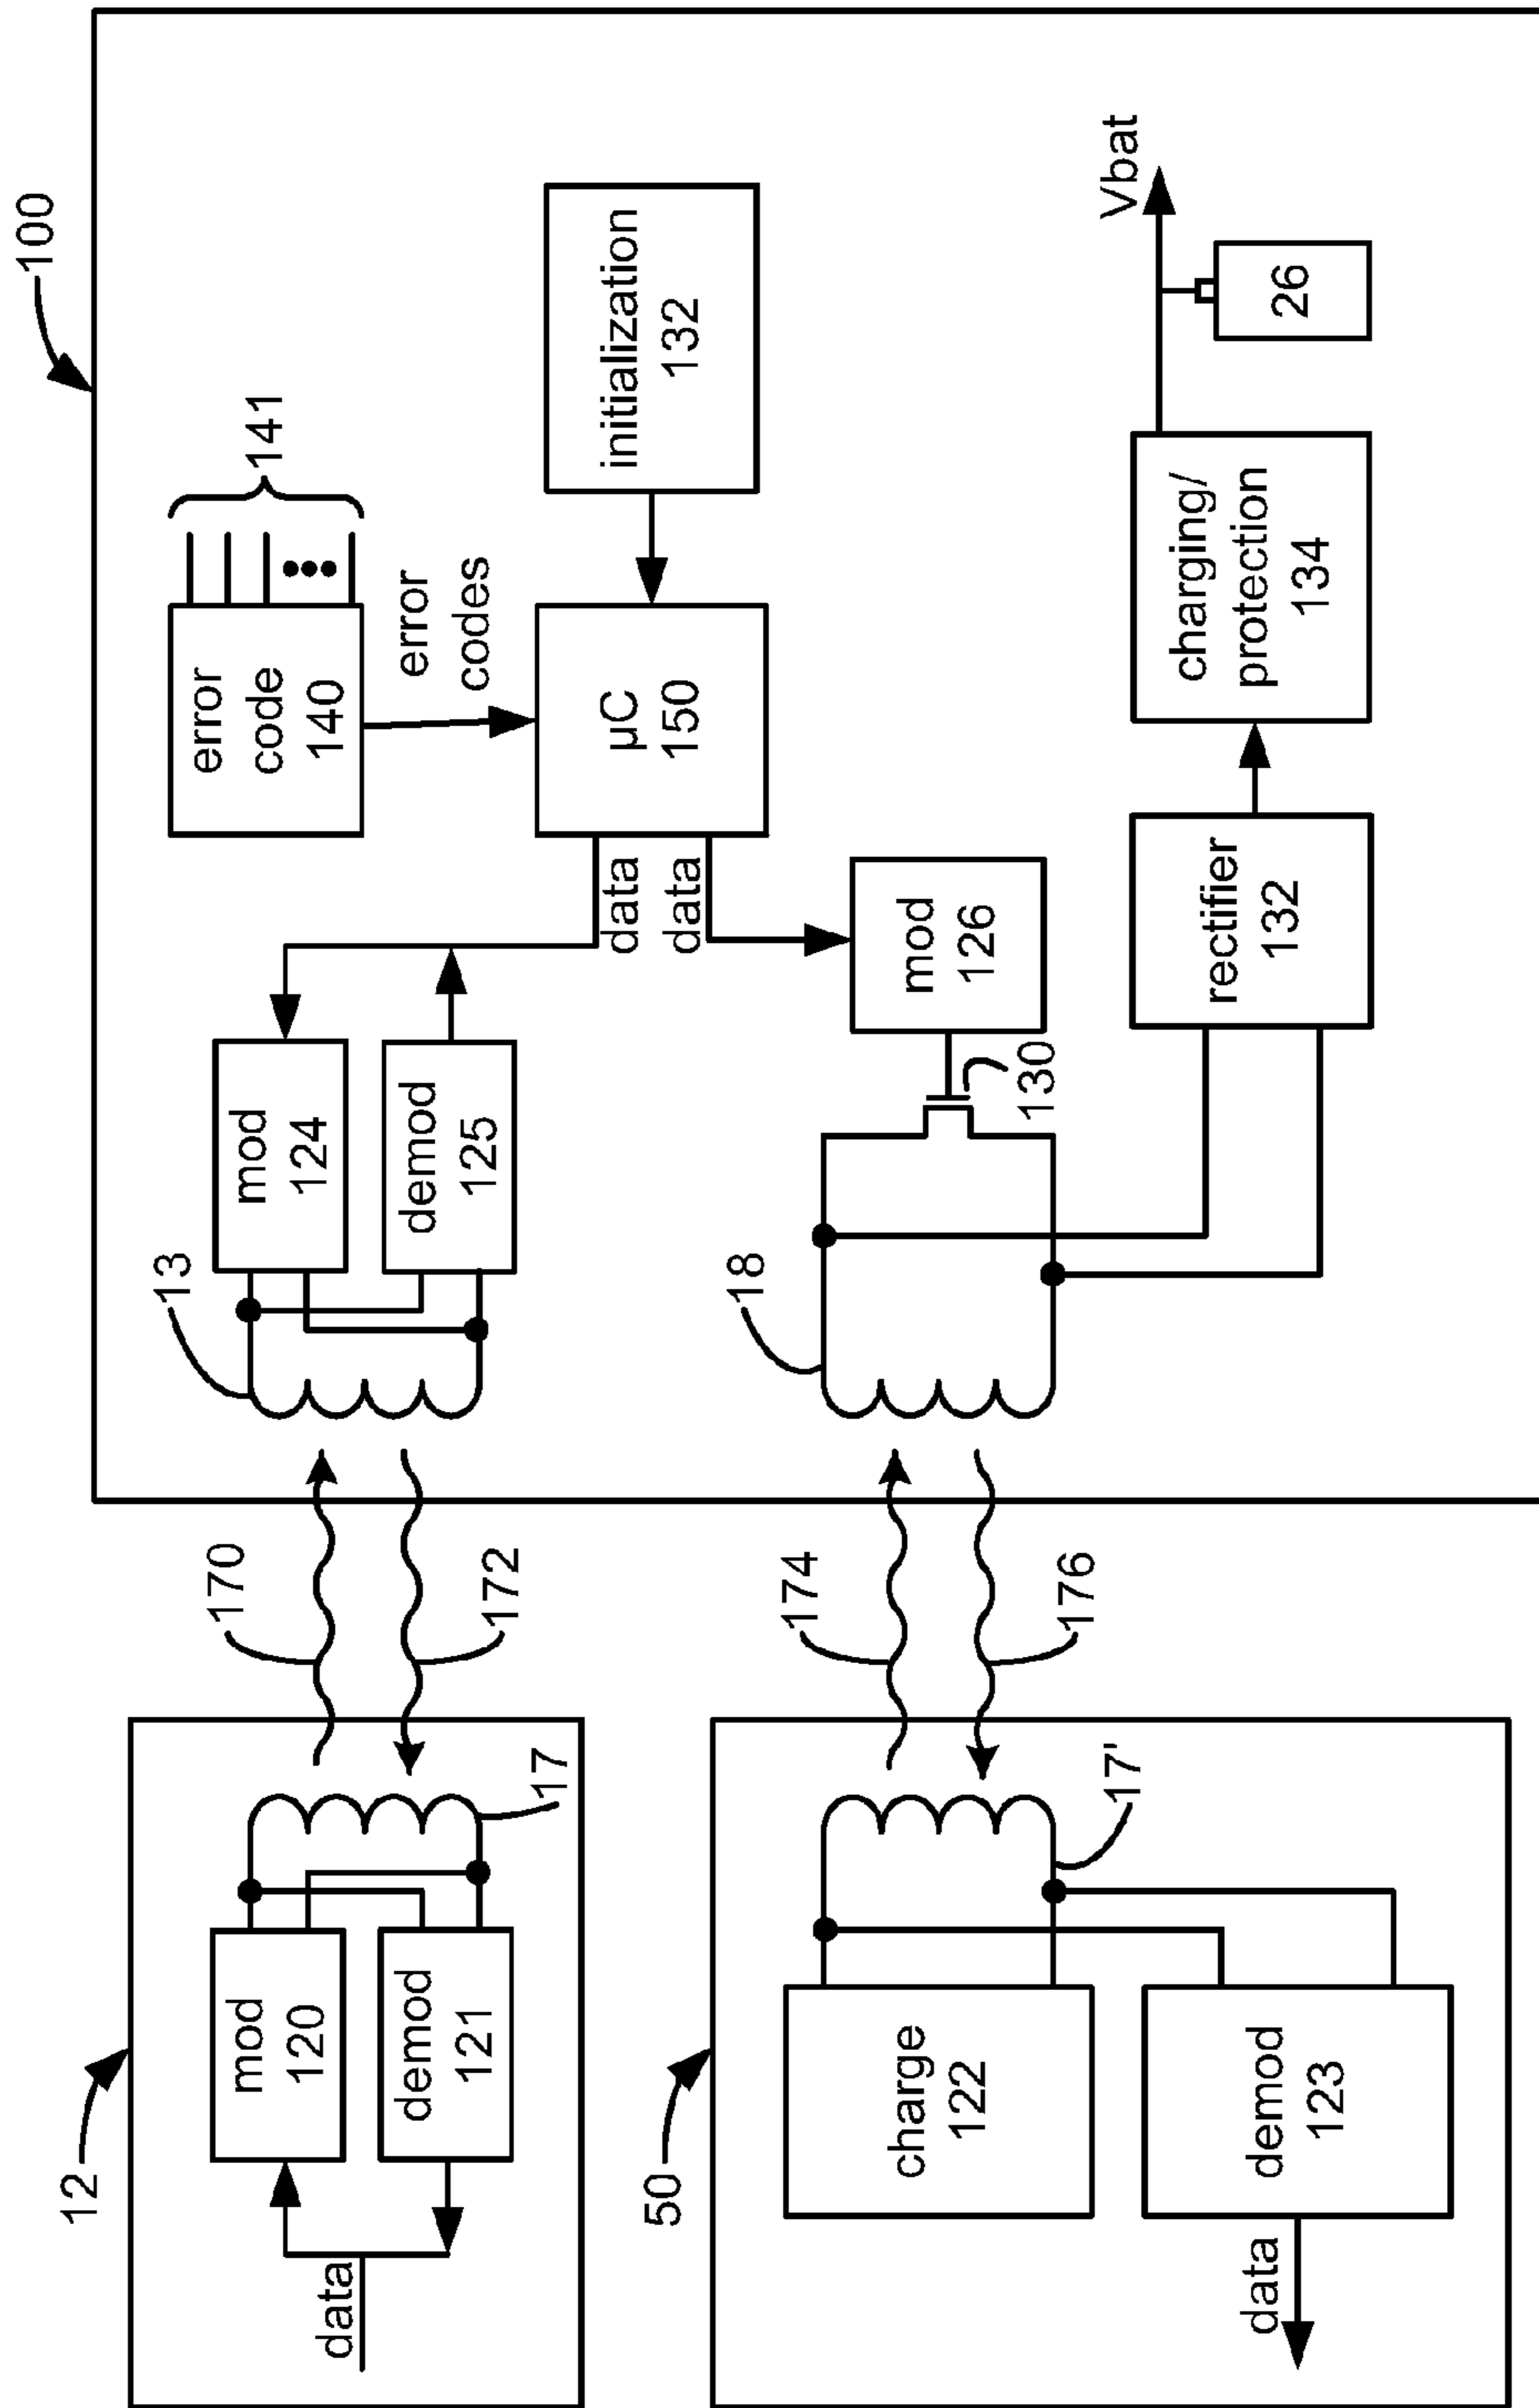 100
12
data
mod
120
demod
121
17
170
172
13
mod
124
demod
125
error
code
140
141
error
codes
data
data
µC
150
initialization
132
50
charge
122
demod
123
data
17'
174
176
18
130
mod
126
rectifier
132
charging/
protection
134
Vbat
26